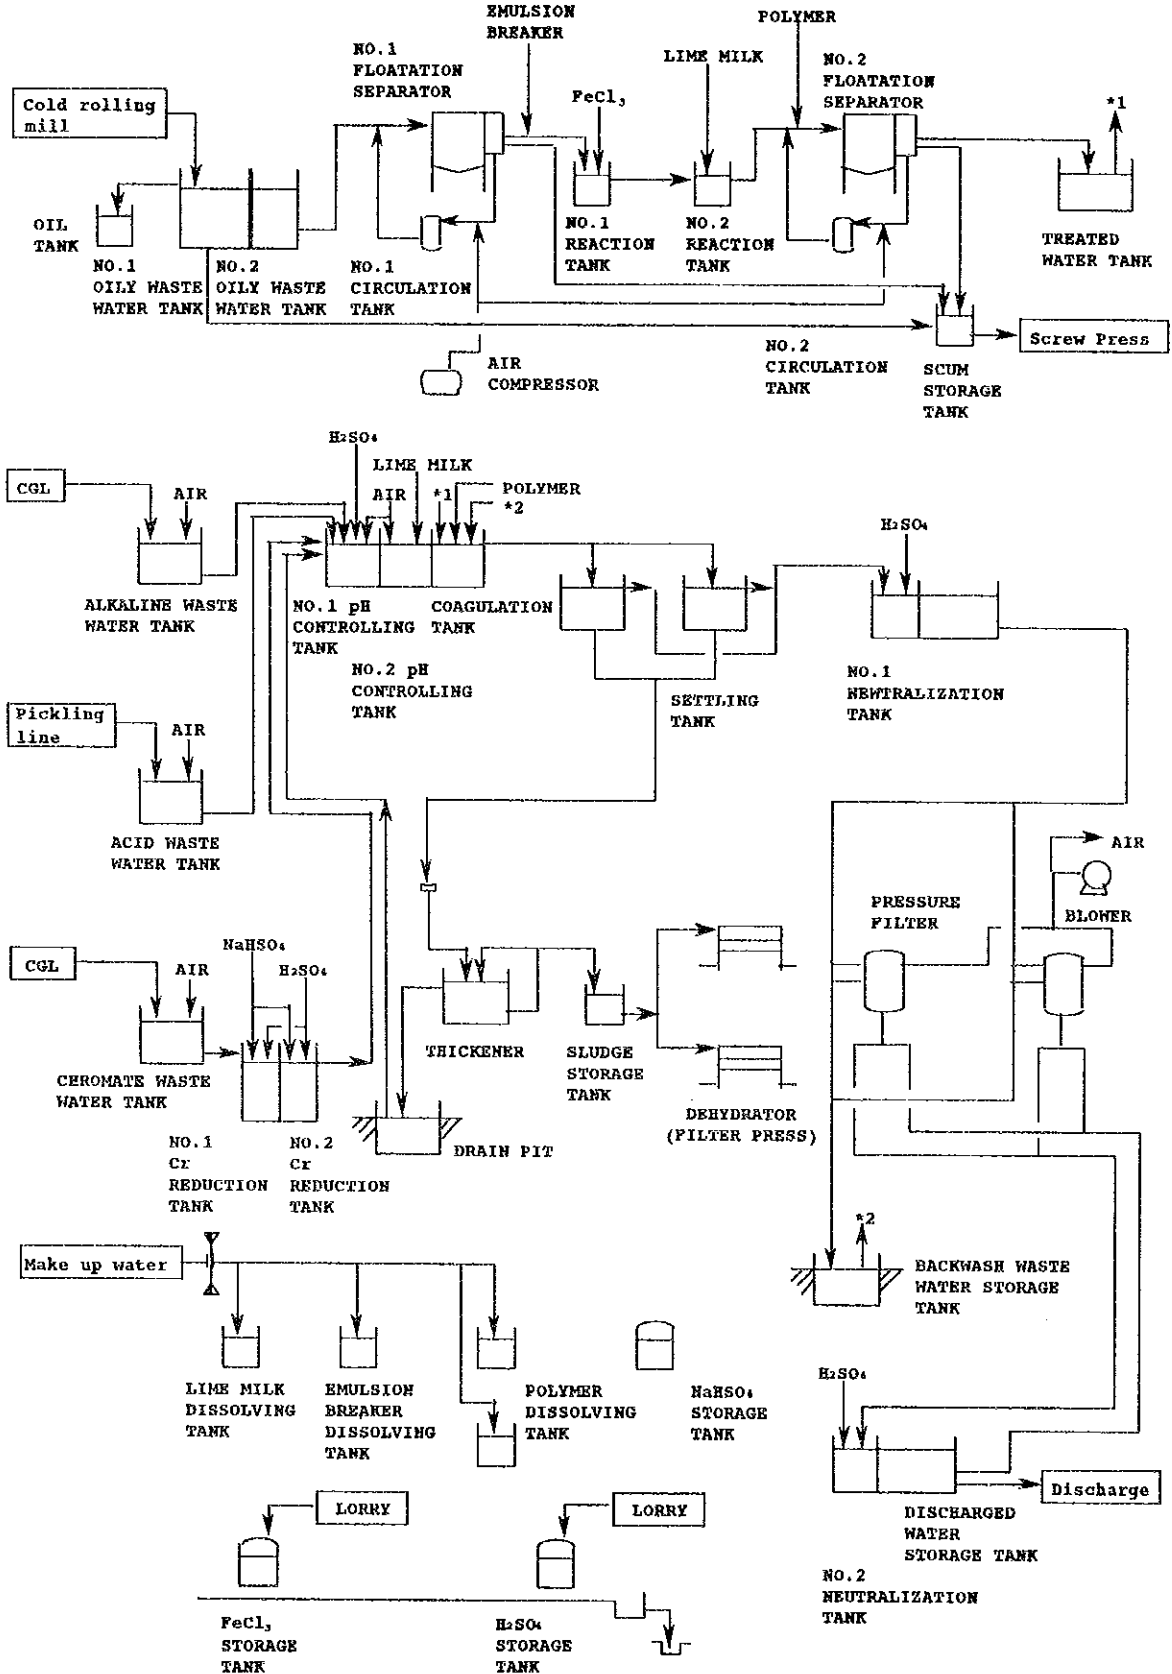 EMULSION
BREAKER
POLYMER
NO.1
FLOATATION
SEPARATOR
LIME MILK
NO.2
FLOATATION
SEPARATOR
FeCl₃
*1
Cold rolling
mill
OIL
TANK
NO.1
OILY WASTE
WATER TANK
NO.2
OILY WASTE
WATER TANK
NO.1
CIRCULATION
TANK
NO.1
REACTION
TANK
NO.2
REACTION
TANK
TREATED
WATER TANK
AIR
COMPRESSOR
NO.2
CIRCULATION
TANK
SCUM
STORAGE
TANK
Screw Press
H₂SO₄
LIME MILK
CGL
AIR
AIR
*1
POLYMER
*2
H₂SO₄
ALKALINE WASTE
WATER TANK
NO.1 pH
CONTROLLING
TANK
COAGULATION
TANK
NO.2 pH
CONTROLLING
TANK
SETTLING
TANK
NO.1
NEWTRALIZATION
TANK
Pickling
line
AIR
ACID WASTE
WATER TANK
AIR
BLOWER
PRESSURE
FILTER
CGL
AIR
NaHSO₄
H₂SO₄
CHROMATE WASTE
WATER TANK
THICKENER
SLUDGE
STORAGE
TANK
DEHYDRATOR
(FILTER PRESS)
NO.1
Cr
REDUCTION
TANK
NO.2
Cr
REDUCTION
TANK
DRAIN PIT
Make up water
*2
BACKWASH WASTE
WATER STORAGE
TANK
LIME MILK
DISSOLVING
TANK
EMULSION
BREAKER
DISSOLVING
TANK
POLYMER
DISSOLVING
TANK
NaHSO₄
STORAGE
TANK
H₂SO₄
Discharge
DISCHARGED
WATER
STORAGE TANK
NO.2
NEUTRALIZATION
TANK
LORRY
LORRY
FeCl₃
STORAGE
TANK
H₂SO₄
STORAGE
TANK